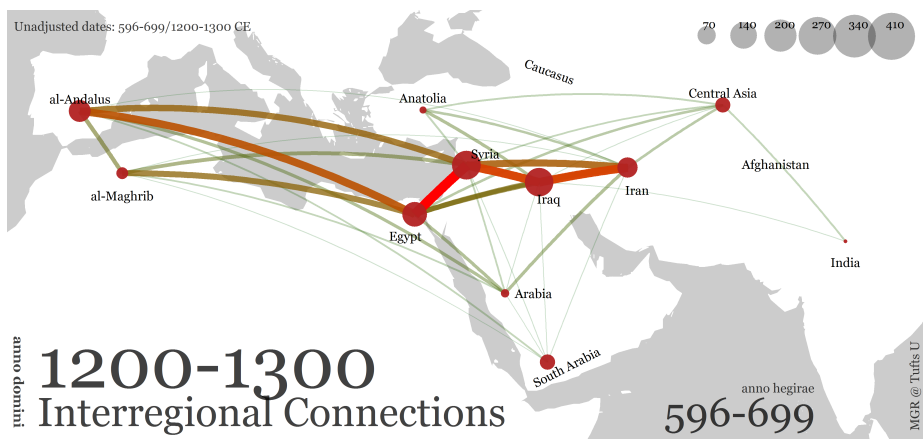 Unadjusted dates: 596-699/1200-1300 CE
70 140 200 270 340 410
Caucasus
al-Andalus
Anatolia
Central Asia
Syria
Afghanistan
al-Maghrib
Iraq
Iran
Egypt
India
Arabia
South Arabia
anno domini
1200-1300
Interregional Connections
anno hegirae
596-699
MGR @ Tufts U